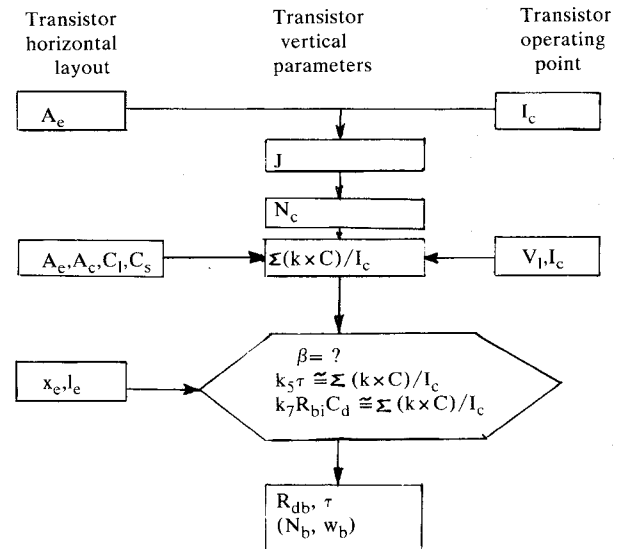 Transistor
horizontal
layout
Transistor
vertical
parameters
Transistor
operating
point
A_e
I_c
J
N_c
A_e,A_c,C_l,C_s
Σ(k×C)/I_c
V_l,I_c
β= ?
k_5τ ≅ Σ (k×C)/I_c
k_7R_biC_d ≅ Σ (k×C)/I_c
x_e,l_e
R_db, τ
(N_b, w_b)